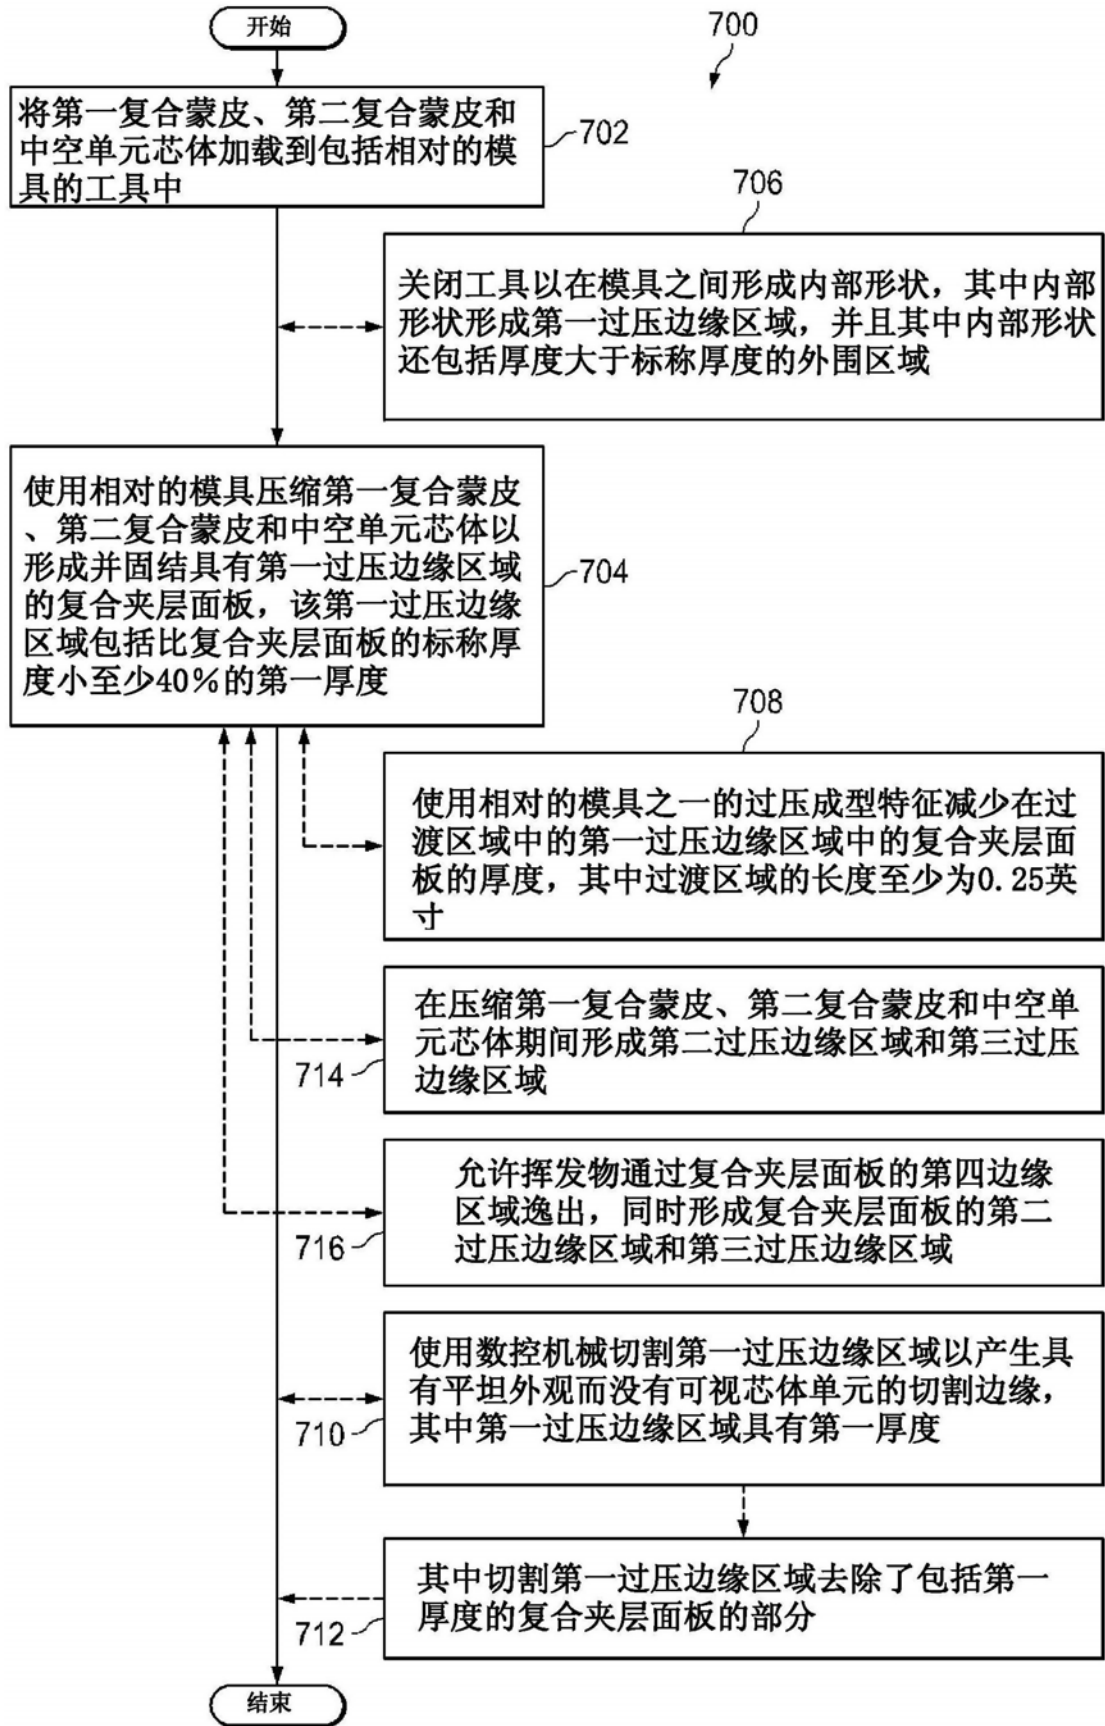 开始
700
将第一复合蒙皮、第二复合蒙皮和
中空单元芯体加载到包括相对的模
具的工具中
702
706
关闭工具以在模具之间形成内部形状，其中内部
形状形成第一过压边缘区域，并且其中内部形状
还包括厚度大于标称厚度的外围区域
使用相对的模具压缩第一复合蒙皮
、第二复合蒙皮和中空单元芯体以
形成并固结具有第一过压边缘区域
的复合夹层面板，该第一过压边缘
区域包括比复合夹层面板的标称厚
度小至少40%的第一厚度
704
708
使用相对的模具之一的过压成型特征减少在过
渡区域中的第一过压边缘区域中的复合夹层面
板的厚度，其中过渡区域的长度至少为0.25英
寸
在压缩第一复合蒙皮、第二复合蒙皮和中空单
元芯体期间形成第二过压边缘区域和第三过压
边缘区域
714
允许挥发物通过复合夹层面板的第四边缘
区域逸出，同时形成复合夹层面板的第二
过压边缘区域和第三过压边缘区域
716
使用数控机械切割第一过压边缘区域以产生具
有平坦外观而没有可视芯体单元的切割边缘，
其中第一过压边缘区域具有第一厚度
710
其中切割第一过压边缘区域去除了包括第一
厚度的复合夹层面板的部分
712
结束